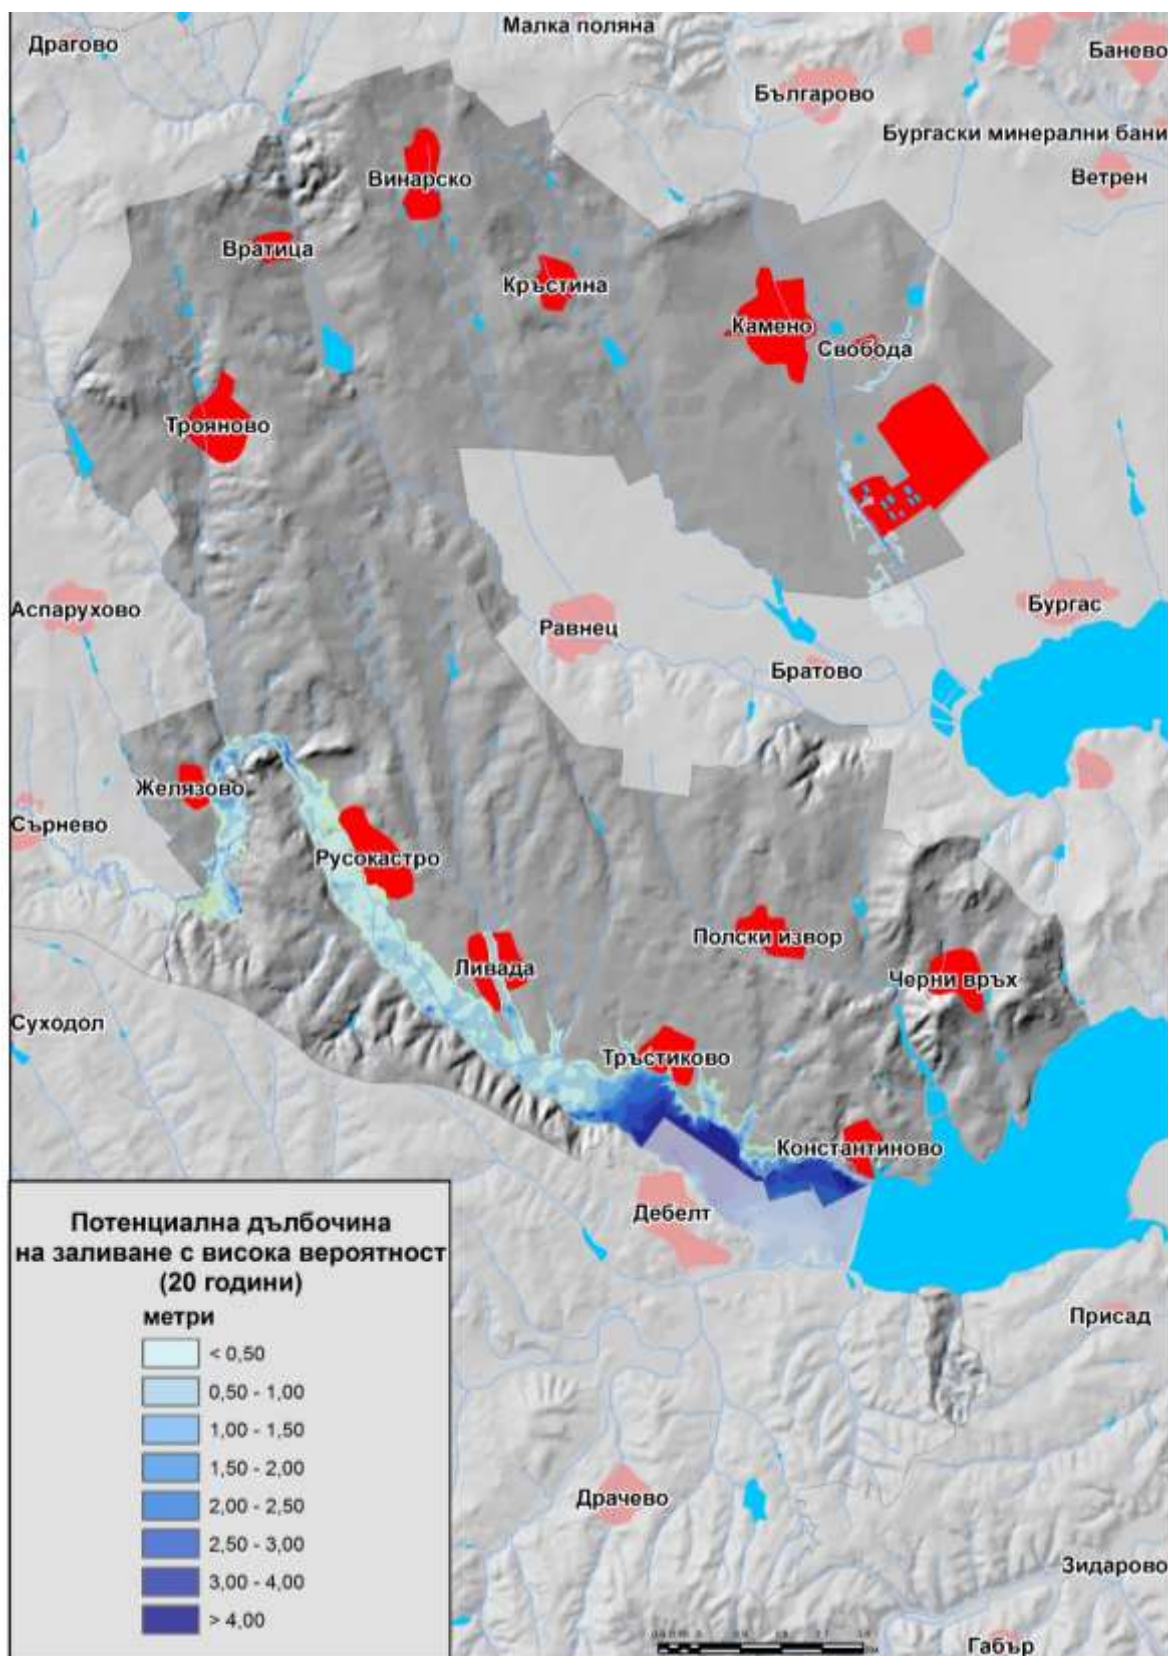 Малка поляна
Драгово
Банево
Българово
Бургаски минерални бани
Ветрен
Винарско
Вратица
Кръстина
Камено
Свобода
Трояново
Аспарухово
Бургас
Равнец
Братово
Желязово
Сърнево
Русокастро
Полски извор
Ливада
Черни връх
Суходол
Тръстиково
Константиново
Дебелт
Присад
Драчево
Зидарово
Габър
Потенциална дълбочина
на заливане с висока вероятност
(20 години)
метри
< 0,50
0,50 - 1,00
1,00 - 1,50
1,50 - 2,00
2,00 - 2,50
2,50 - 3,00
3,00 - 4,00
> 4,00